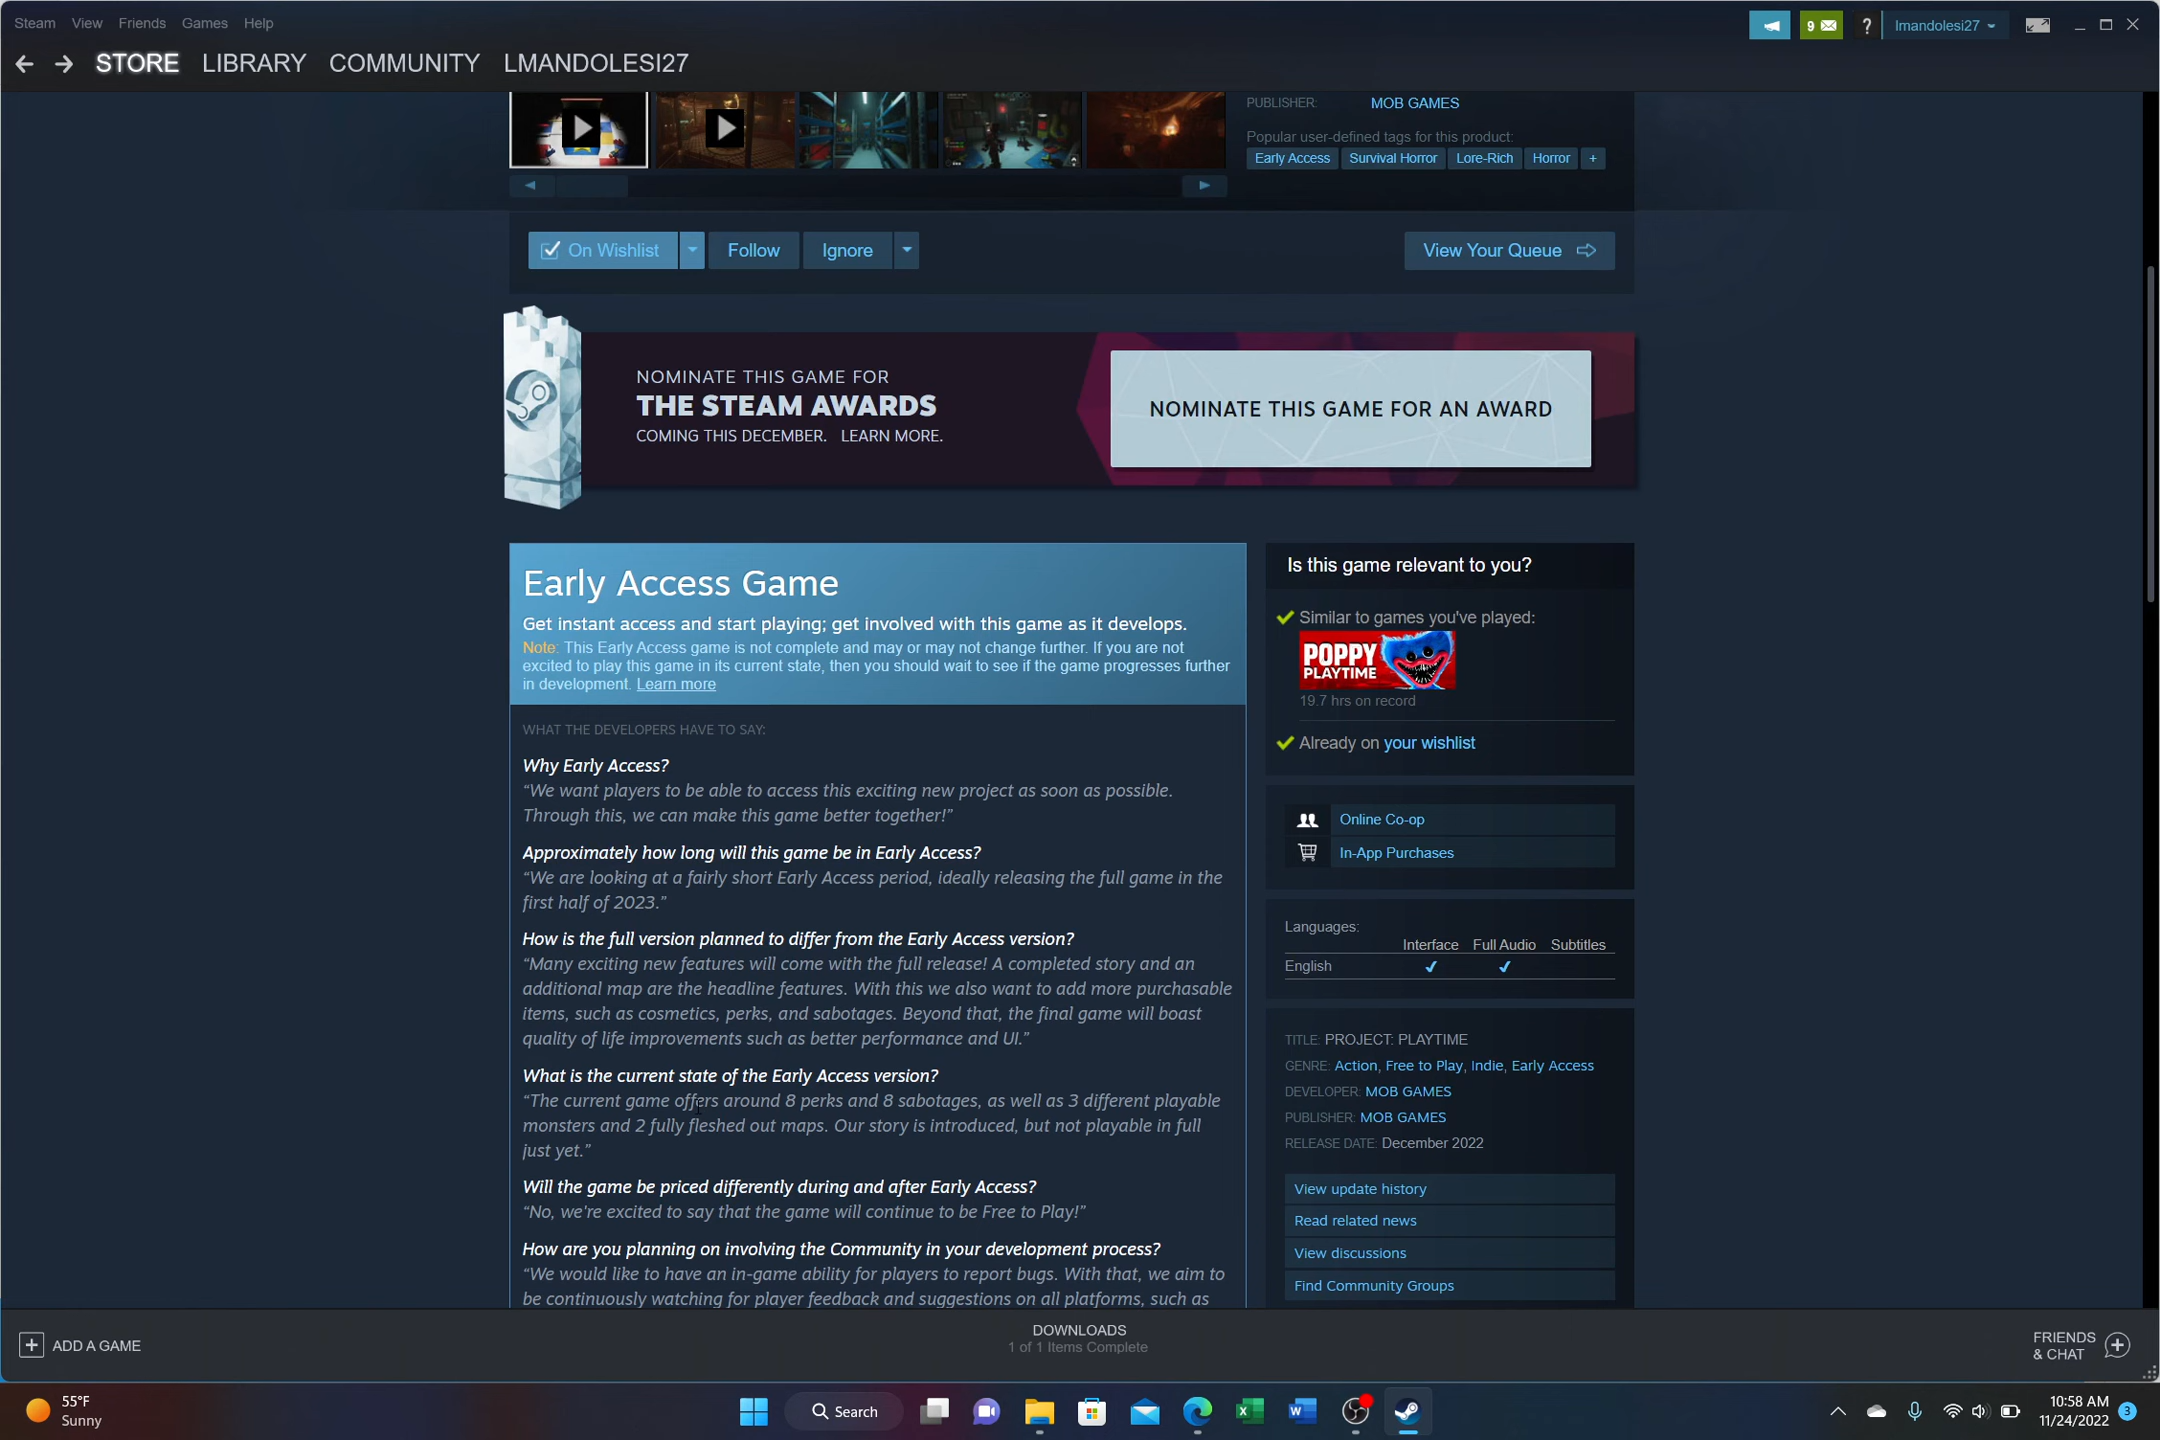 Steam View Friends Games Help
9 ? lmandolesi27
STORE LIBRARY COMMUNITY LMANDOLESI27
PUBLISHER: MOB GAMES
Popular user-defined tags for this product:
Early Access Survival Horror Lore-Rich Horror +
On Wishlist Follow Ignore View Your Queue
NOMINATE THIS GAME FOR
THE STEAM AWARDS
COMING THIS DECEMBER. LEARN MORE.
NOMINATE THIS GAME FOR AN AWARD
Early Access Game
Get instant access and start playing; get involved with this game as it develops.
Note: This Early Access game is not complete and may or may not change further. If you are not
excited to play this game in its current state, then you should wait to see if the game progresses further
in development. Learn more
WHAT THE DEVELOPERS HAVE TO SAY:
Why Early Access?
“We want players to be able to access this exciting new project as soon as possible.
Through this, we can make this game better together!”
Approximately how long will this game be in Early Access?
“We are looking at a fairly short Early Access period, ideally releasing the full game in the
first half of 2023.”
How is the full version planned to differ from the Early Access version?
“Many exciting new features will come with the full release! A completed story and an
additional map are the headline features. With this we also want to add more purchasable
items, such as cosmetics, perks, and sabotages. Beyond that, the final game will boast
quality of life improvements such as better performance and UI.”
What is the current state of the Early Access version?
“The current game offers around 8 perks and 8 sabotages, as well as 3 different playable
monsters and 2 fully fleshed out maps. Our story is introduced, but not playable in full
just yet.”
Will the game be priced differently during and after Early Access?
“No, we're excited to say that the game will continue to be Free to Play!”
How are you planning on involving the Community in your development process?
“We would like to have an in-game ability for players to report bugs. With that, we aim to
be continuously watching for player feedback and suggestions on all platforms, such as
Is this game relevant to you?
Similar to games you've played:
POPPY
PLAYTIME
19.7 hrs on record
Already on your wishlist
Online Co-op
In-App Purchases
Languages:
Interface Full Audio Subtitles
English ✔ ✔
TITLE: PROJECT: PLAYTIME
GENRE: Action, Free to Play, Indie, Early Access
DEVELOPER: MOB GAMES
PUBLISHER: MOB GAMES
RELEASE DATE: December 2022
View update history
Read related news
View discussions
Find Community Groups
ADD A GAME
DOWNLOADS
1 of 1 Items Complete
FRIENDS
& CHAT
55°F
Sunny
Search
10:58 AM
11/24/2022
3